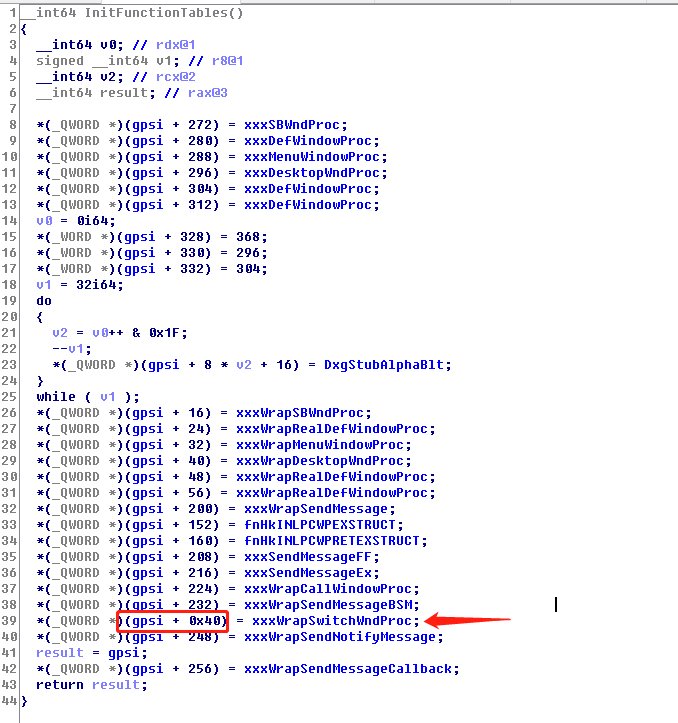 1 __int64 InitFunctionTables()
2 {
3 __int64 v0; // rdx@1
4 signed __int64 v1; // r8@1
5 __int64 v2; // rcx@2
6 __int64 result; // rax@3
7
8 *(_QWORD *)(gpsi + 272) = xxxSBWndProc;
9 *(_QWORD *)(gpsi + 280) = xxxDefWindowProc;
10 *(_QWORD *)(gpsi + 288) = xxxMenuWindowProc;
11 *(_QWORD *)(gpsi + 296) = xxxDesktopWndProc;
12 *(_QWORD *)(gpsi + 304) = xxxDefWindowProc;
13 *(_QWORD *)(gpsi + 312) = xxxDefWindowProc;
14 v0 = 0i64;
15 *(_WORD *)(gpsi + 328) = 368;
16 *(_WORD *)(gpsi + 330) = 296;
17 *(_WORD *)(gpsi + 332) = 304;
18 v1 = 32i64;
19 do
20 {
21 v2 = v0++ & 0x1F;
22 --v1;
23 *(_QWORD *)(gpsi + 8 * v2 + 16) = DxgStubAlphaBlt;
24 }
25 while ( v1 );
26 *(_QWORD *)(gpsi + 16) = xxxWrapSBWndProc;
27 *(_QWORD *)(gpsi + 24) = xxxWrapRealDefWindowProc;
28 *(_QWORD *)(gpsi + 32) = xxxWrapMenuWindowProc;
29 *(_QWORD *)(gpsi + 40) = xxxWrapDesktopWndProc;
30 *(_QWORD *)(gpsi + 48) = xxxWrapRealDefWindowProc;
31 *(_QWORD *)(gpsi + 56) = xxxWrapRealDefWindowProc;
32 *(_QWORD *)(gpsi + 200) = xxxWrapSendMessage;
33 *(_QWORD *)(gpsi + 152) = fnHkINLPCWPEXSTRUCT;
34 *(_QWORD *)(gpsi + 160) = fnHkINLPCWPRETEXSTRUCT;
35 *(_QWORD *)(gpsi + 208) = xxxSendMessageFF;
36 *(_QWORD *)(gpsi + 216) = xxxSendMessageEx;
37 *(_QWORD *)(gpsi + 224) = xxxWrapCallWindowProc;
38 *(_QWORD *)(gpsi + 232) = xxxWrapSendMessageBSM;
39 *(_QWORD *)(gpsi + 0x40) = xxxWrapSwitchWndProc;
40 *(_QWORD *)(gpsi + 248) = xxxWrapSendNotifyMessage;
41 result = gpsi;
42 *(_QWORD *)(gpsi + 256) = xxxWrapSendMessageCallback;
43 return result;
44 }